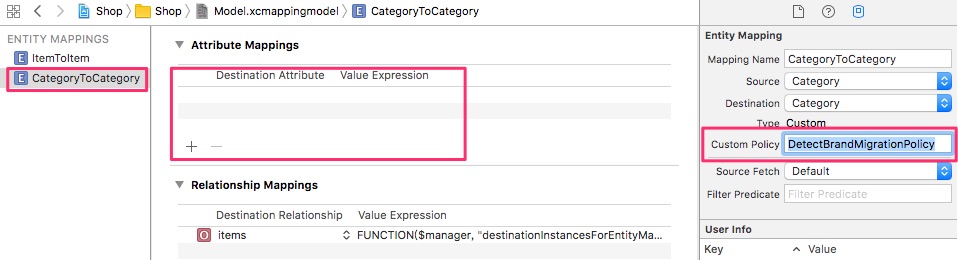 Shop
Shop
Model.xcmappingmodel
E CategoryToCategory
ENTITY MAPPINGS
E ItemToItem
E CategoryToCategory
Attribute Mappings
Destination Attribute Value Expression
Relationship Mappings
Destination Relationship Value Expression
O items FUNCTION($manager, "destinationInstancesForEntityMa...
Entity Mapping
Mapping Name CategoryToCategory
Source Category
Destination Category
Type Custom
Custom Policy DetectBrandMigrationPolicy
Source Fetch Default
Filter Predicate Filter Predicate
User Info
Key Value